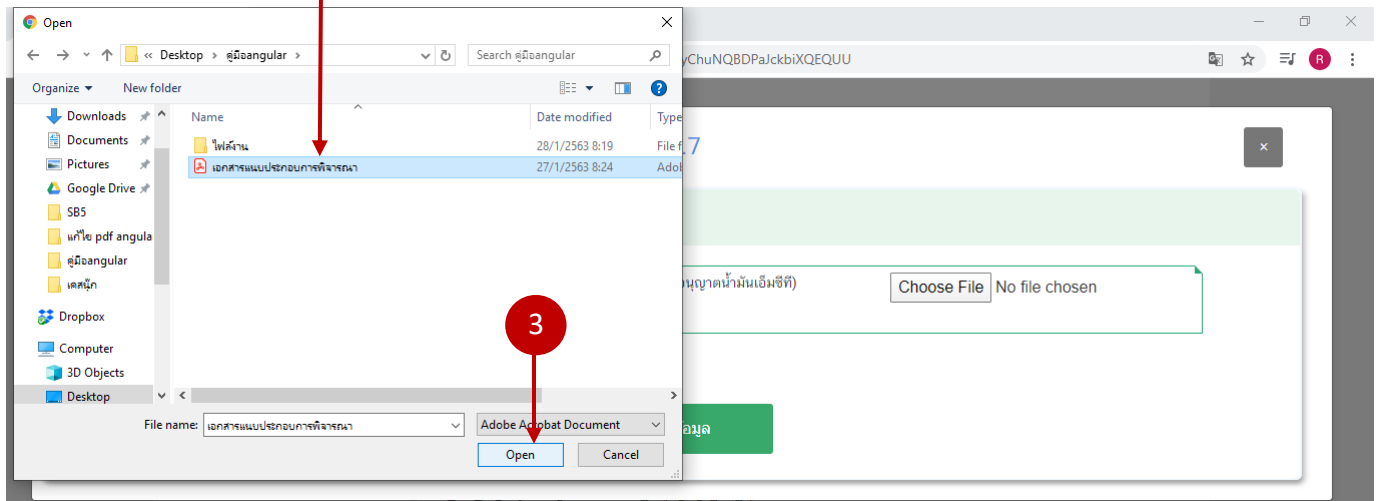 Open
« Desktop > คู่มือangular >
Search คู่มือangular
yChuNQBDPaJckbiXQEQUU
R
Organize
New folder
Downloads
Documents
Pictures
Google Drive
SB5
แก้ไข pdf angula
คู่มือangular
เดสนุ๊ก
Dropbox
Computer
3D Objects
Desktop
Name
Date modified
Type
ไฟล์งาน
28/1/2563 8:19
File f
เอกสารแนบประกอบการพิจารณา
27/1/2563 8:24
Adob
.7
×
อนุญาตน้ำมันเอ็มซีที)
Choose File
No file chosen
3
File name:
เอกสารแนบประกอบการพิจารณา
Adobe Acrobat Document
Open
Cancel
อมูล